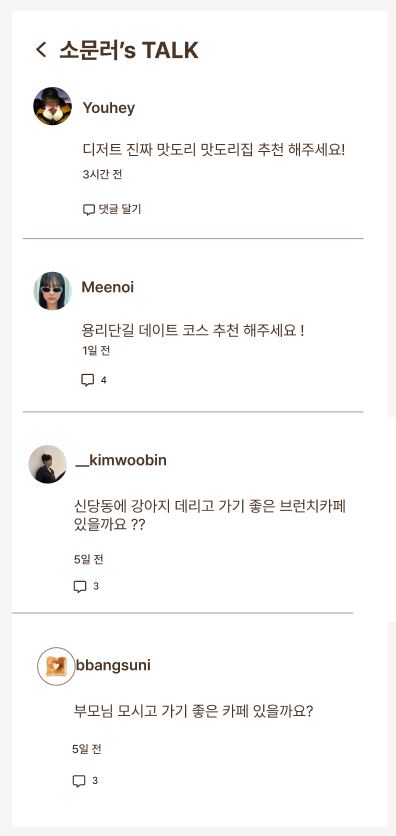 소문러’s TALK
Youhey
디저트 진짜 맛도리 맛도리집 추천 해주세요!
3시간 전
댓글 달기
Meenoi
용리단길 데이트 코스 추천 해주세요 !
1일 전
4
__kimwoobin
신당동에 강아지 데리고 가기 좋은 브런치카페
있을까요 ??
5일 전
3
bbangsuni
부모님 모시고 가기 좋은 카페 있을까요?
5일 전
3